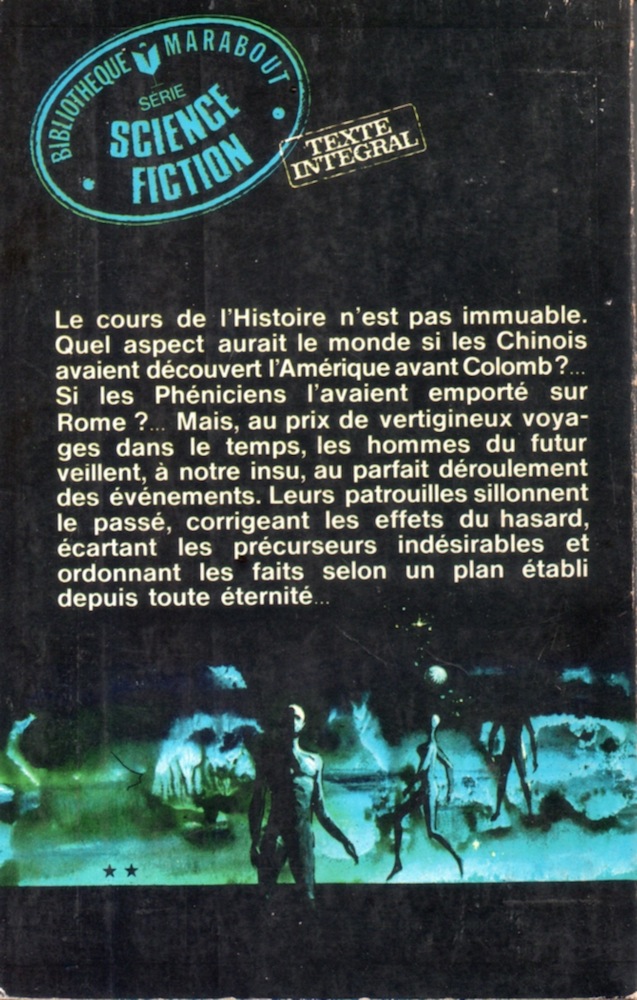 BIBLIOTHEQUE MARABOUT
SÉRIE
SCIENCE
FICTION
TEXTE
INTEGRAL
Le cours de l'Histoire n'est pas immuable.
Quel aspect aurait le monde si les Chinois
avaient découvert l'Amérique avant Colomb?...
Si les Phéniciens l'avaient emporté sur
Rome ?... Mais, au prix de vertigineux voya-
ges dans le temps, les hommes du futur
veillent, à notre insu, au parfait déroulement
des événements. Leurs patrouilles sillonnent
le passé, corrigeant les effets du hasard,
écartant les précurseurs indésirables et
ordonnant les faits selon un plan établi
depuis toute éternité...